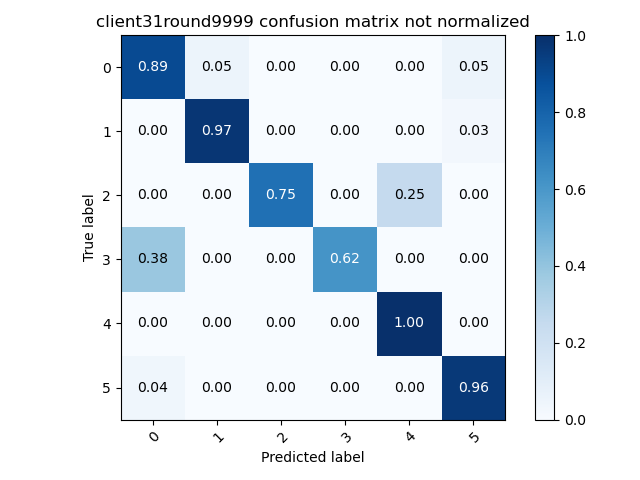 client31round9999 confusion matrix not normalized
0 0.89 0.05 0.00 0.00 0.00 0.05
1 0.00 0.97 0.00 0.00 0.00 0.03
2 0.00 0.00 0.75 0.00 0.25 0.00
3 0.38 0.00 0.00 0.62 0.00 0.00
4 0.00 0.00 0.00 0.00 1.00 0.00
5 0.04 0.00 0.00 0.00 0.00 0.96
0 1 2 3 4 5
True label
Predicted label
1.0
0.8
0.6
0.4
0.2
0.0